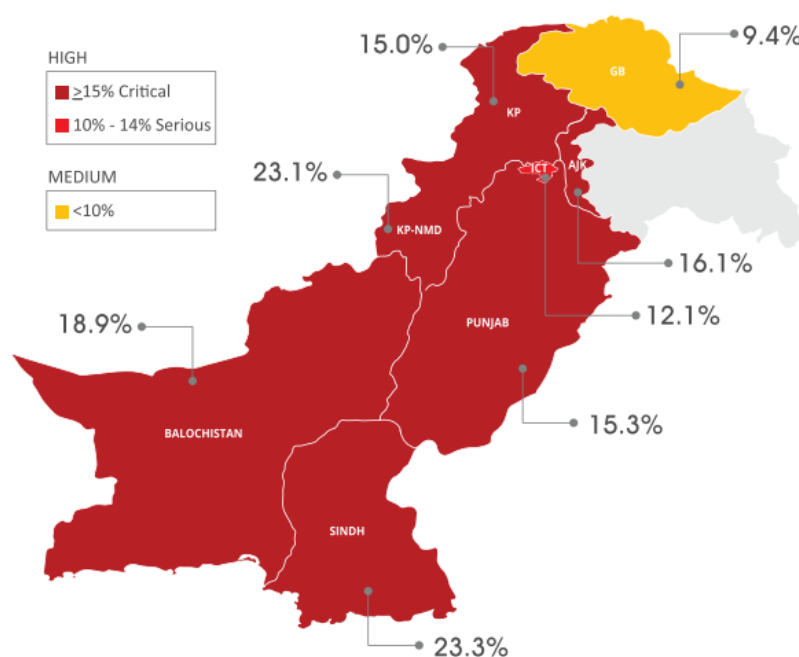 HIGH
≥15% Critical
10% - 14% Serious
MEDIUM
<10%
15.0%
9.4%
GB
KP
23.1%
ICT
AJK
KP-NMD
16.1%
18.9%
PUNJAB
12.1%
BALOCHISTAN
15.3%
SINDH
23.3%